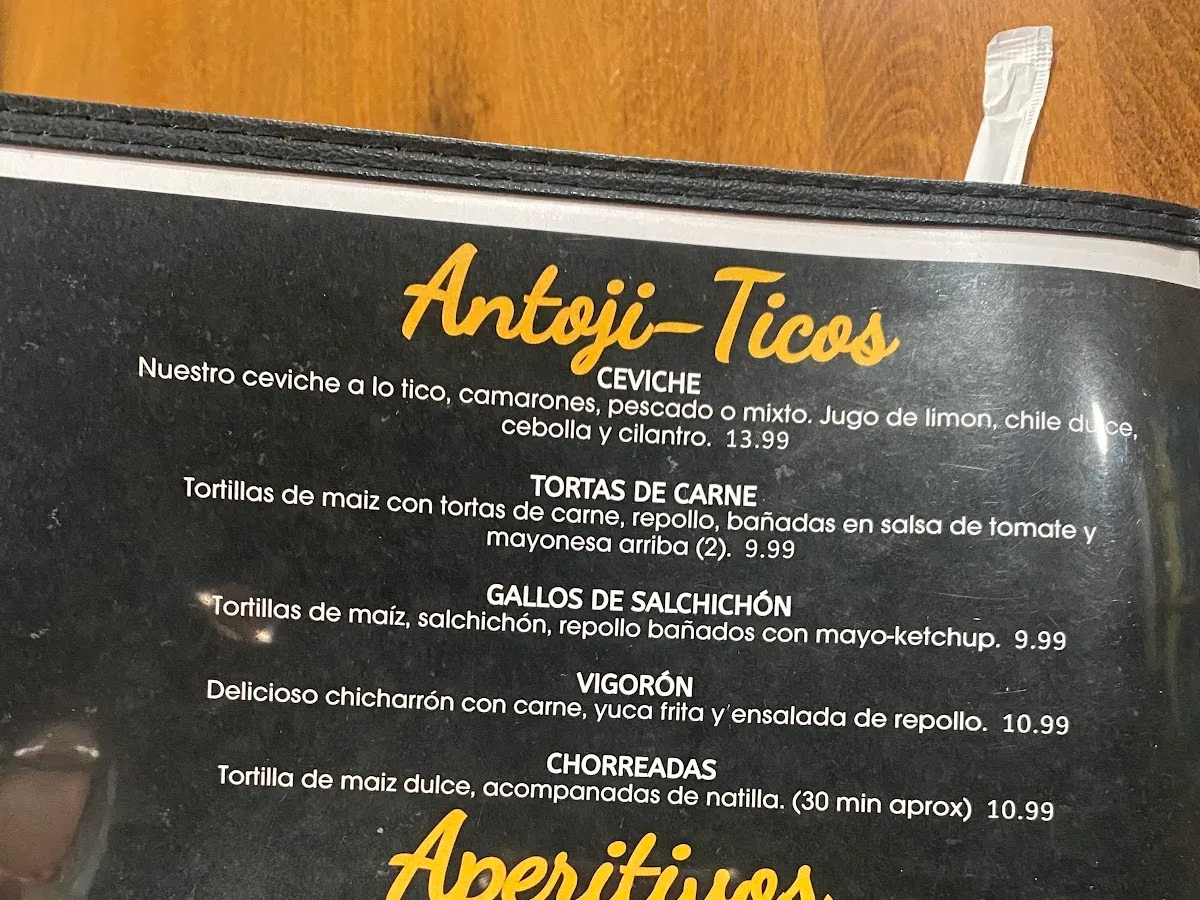 Antoji-Ticos
CEVICHE
Nuestro ceviche a lo tico, camarones, pescado o mixto. Jugo de limon, chile dulce,
cebolla y cilantro. 13.99
TORTAS DE CARNE
Tortillas de maiz con tortas de carne, repollo, bañadas en salsa de tomate y
mayonesa arriba (2). 9.99
GALLOS DE SALCHICHÓN
Tortillas de maíz, salchichón, repollo bañados con mayo-ketchup. 9.99
VIGORÓN
Delicioso chicharrón con carne, yuca frita y ensalada de repollo. 10.99
CHORREADAS
Tortilla de maiz dulce, acompanadas de natilla. (30 min aprox) 10.99
Aperitivos